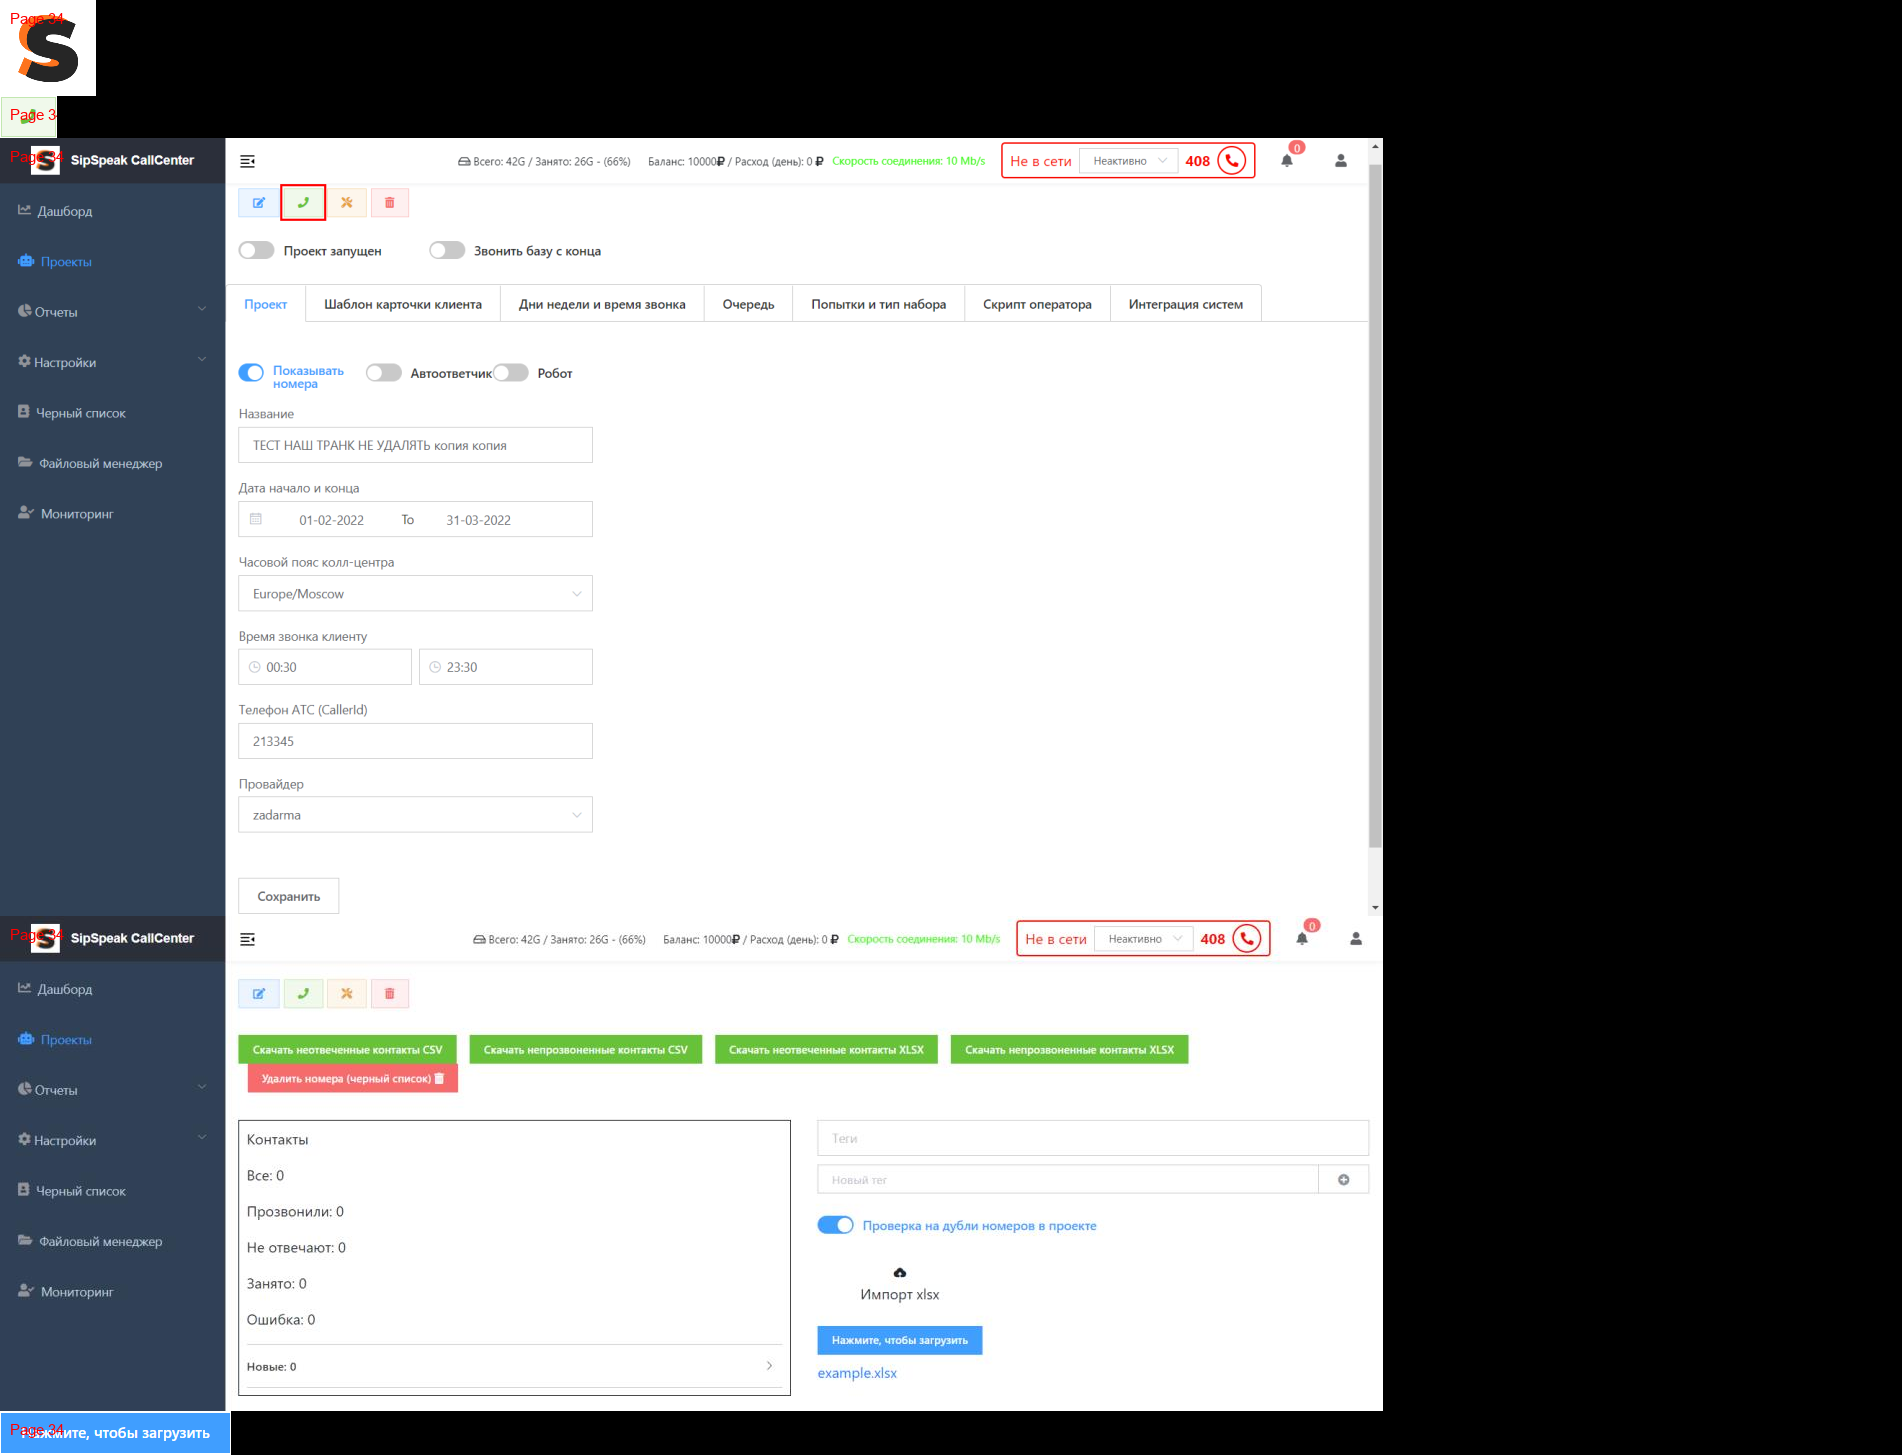 Page 34
Page 3
Page 34
SipSpeak CallCenter
Всего: 42G / Занято: 26G - (66%) Баланс: 10000₽ / Расход (день): 0 ₽ Скорость соединения: 10 Mb/s Не в сети Неактивно 408 0
Дашборд
Проекты
Отчеты
Настройки
Черный список
Файловый менеджер
Мониторинг
Проект запущен Звонить базу с конца
Проект Шаблон карточки клиента Дни недели и время звонка Очередь Попытки и тип набора Скрипт оператора Интеграция систем
Показывать номера Автоответчик Робот
Название
ТЕСТ НАШ ТРАНК НЕ УДАЛЯТЬ копия копия
Дата начало и конца
01-02-2022 To 31-03-2022
Часовой пояс колл-центра
Europe/Moscow
Время звонка клиенту
00:30 23:30
Телефон АТС (CallerId)
213345
Провайдер
zadarma
Сохранить
Page 34
SipSpeak CallCenter
Всего: 42G / Занято: 26G - (66%) Баланс: 10000₽ / Расход (день): 0 ₽ Скорость соединения: 10 Mb/s Не в сети Неактивно 408 0
Дашборд
Проекты
Отчеты
Настройки
Черный список
Файловый менеджер
Мониторинг
Скачать неотвеченные контакты CSV Скачать непрозвоненные контакты CSV Скачать неотвеченные контакты XLSX Скачать непрозвоненные контакты XLSX
Удалить номера (черный список)
Контакты
Все: 0
Прозвонили: 0
Не отвечают: 0
Занято: 0
Ошибка: 0
Новые: 0
Теги
Новый тег
Проверка на дубли номеров в проекте
Импорт xlsx
Нажмите, чтобы загрузить
example.xlsx
Page 34
Нажмите, чтобы загрузить